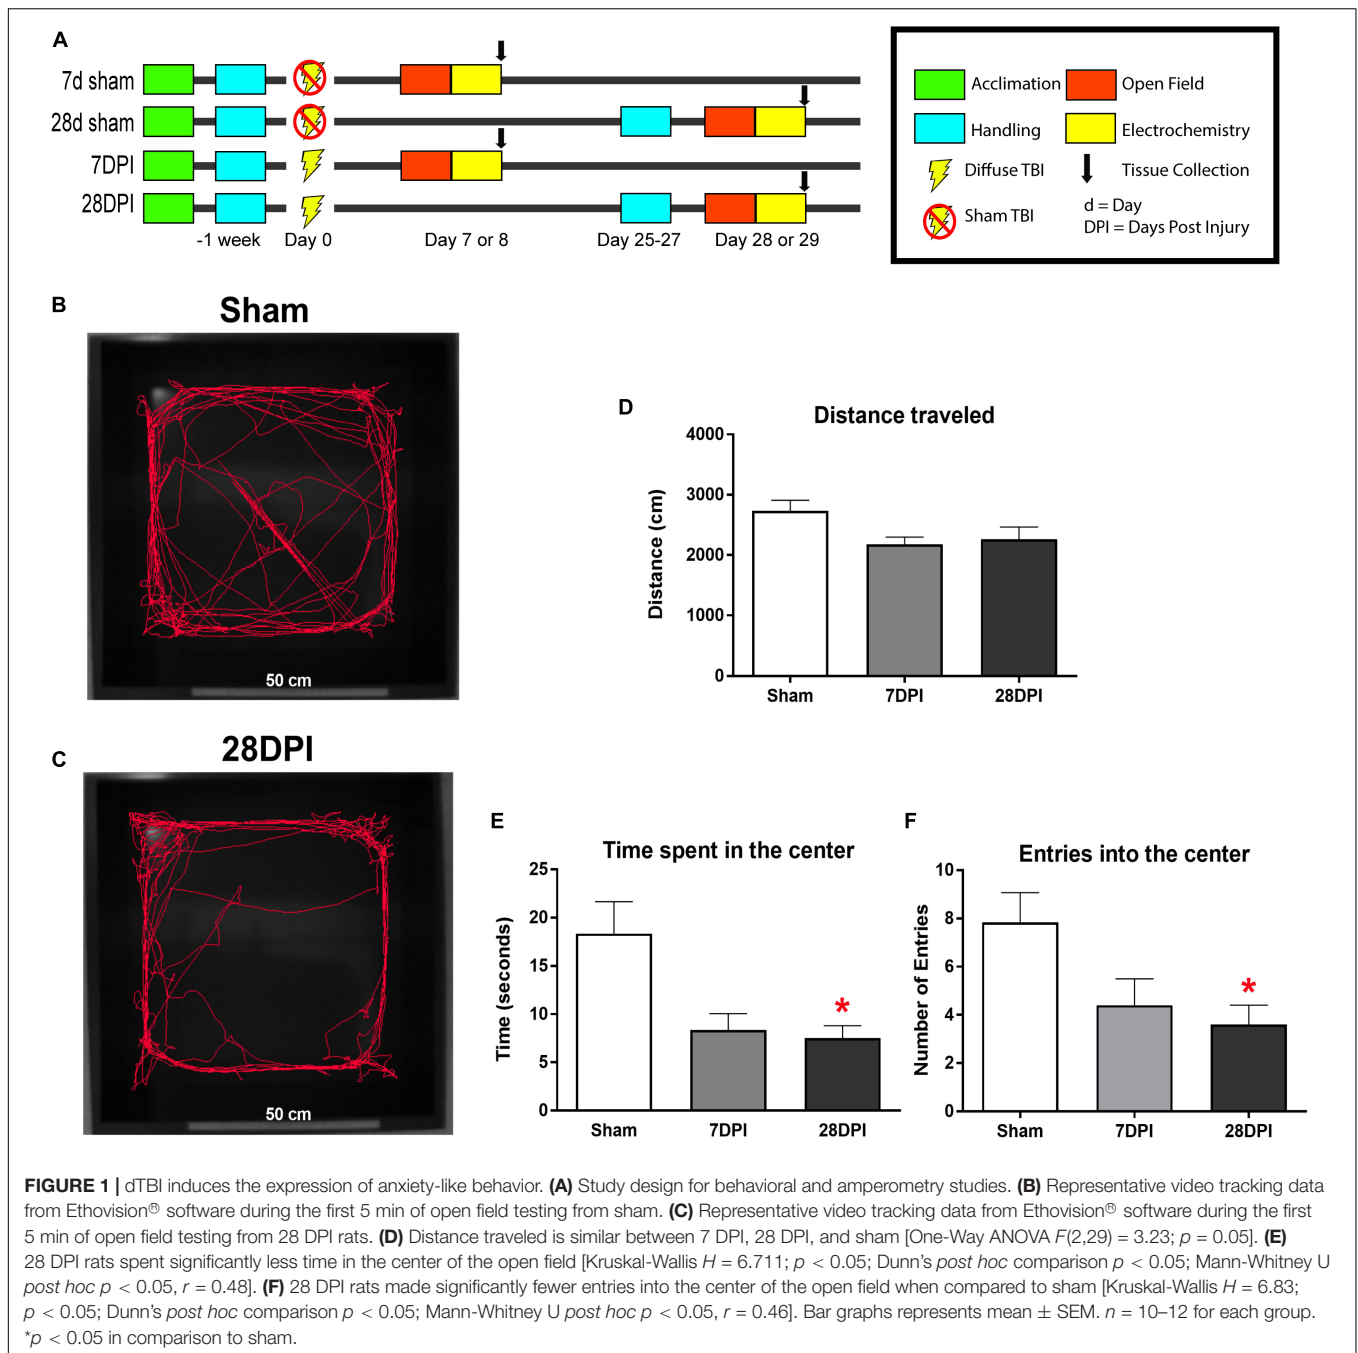 A
7d sham
28d sham
7DPI
28DPI
-1 week
Day 0
Day 7 or 8
Day 25-27
Day 28 or 29
Acclimation
Open Field
Handling
Electrochemistry
Diffuse TBI
Tissue Collection
Sham TBI
d = Day
DPI = Days Post Injury
B
Sham
50 cm
C
28DPI
50 cm
D
Distance traveled
Distance (cm)
4000
3000
2000
1000
0
Sham
7DPI
28DPI
E
Time spent in the center
Time (seconds)
25
20
15
10
5
0
*
Sham
7DPI
28DPI
F
Entries into the center
Number of Entries
10
8
6
4
2
0
*
Sham
7DPI
28DPI
FIGURE 1 | dTBI induces the expression of anxiety-like behavior. (A) Study design for behavioral and amperometry studies. (B) Representative video tracking data
from Ethovision® software during the first 5 min of open field testing from sham. (C) Representative video tracking data from Ethovision® software during the first
5 min of open field testing from 28 DPI rats. (D) Distance traveled is similar between 7 DPI, 28 DPI, and sham [One-Way ANOVA F(2,29) = 3.23; p = 0.05]. (E)
28 DPI rats spent significantly less time in the center of the open field [Kruskal-Wallis H = 6.711; p < 0.05; Dunn's post hoc comparison p < 0.05; Mann-Whitney U
post hoc p < 0.05, r = 0.48]. (F) 28 DPI rats made significantly fewer entries into the center of the open field when compared to sham [Kruskal-Wallis H = 6.83;
p < 0.05; Dunn's post hoc comparison p < 0.05; Mann-Whitney U post hoc p < 0.05, r = 0.46]. Bar graphs represents mean ± SEM. n = 10–12 for each group.
*p < 0.05 in comparison to sham.